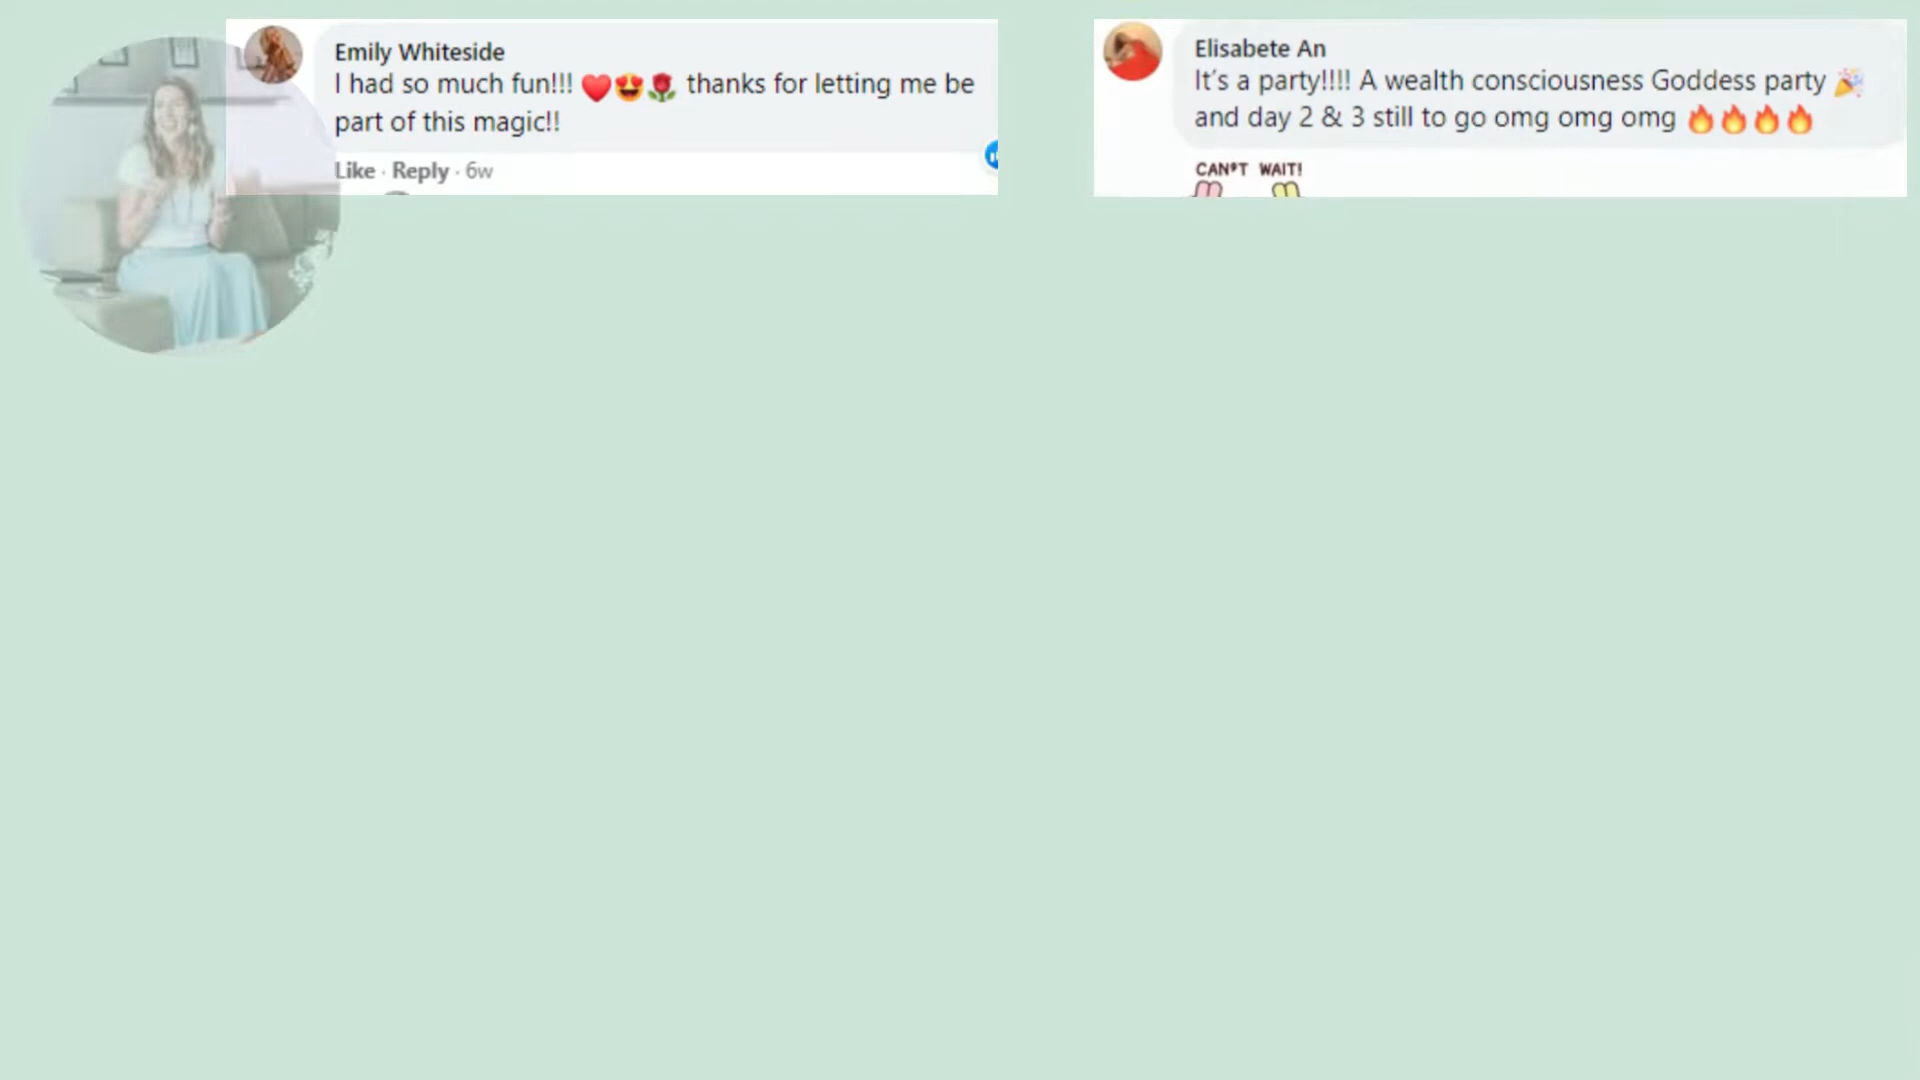 Emily Whiteside
I had so much fun!!! ❤️😍🌹 thanks for letting me be
part of this magic!!
Like · Reply · 6w
Elisabete An
It's a party!!!! A wealth consciousness Goddess party 🎉
and day 2 & 3 still to go omg omg omg 🔥🔥🔥🔥
CAN'T WAIT!